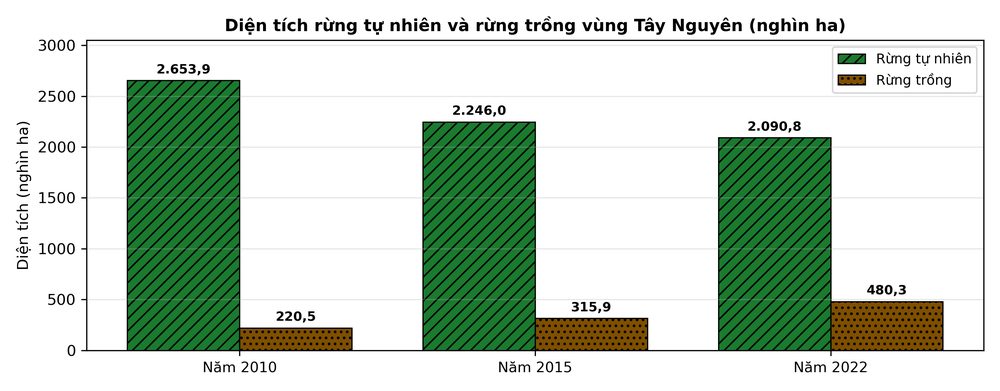 Diện tích rừng tự nhiên và rừng trồng vùng Tây Nguyên (nghìn ha)
Diện tích (nghìn ha)
3000
2500
2000
1500
1000
500
0
Rừng tự nhiên
Rừng trồng
2.653,9
220,5
2.246,0
315,9
2.090,8
480,3
Năm 2010
Năm 2015
Năm 2022